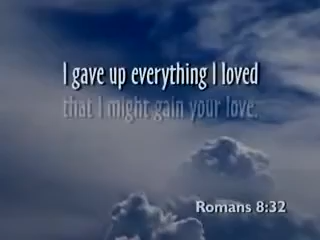 I gave up everything I loved
that I might gain your love.
Romans 8:32